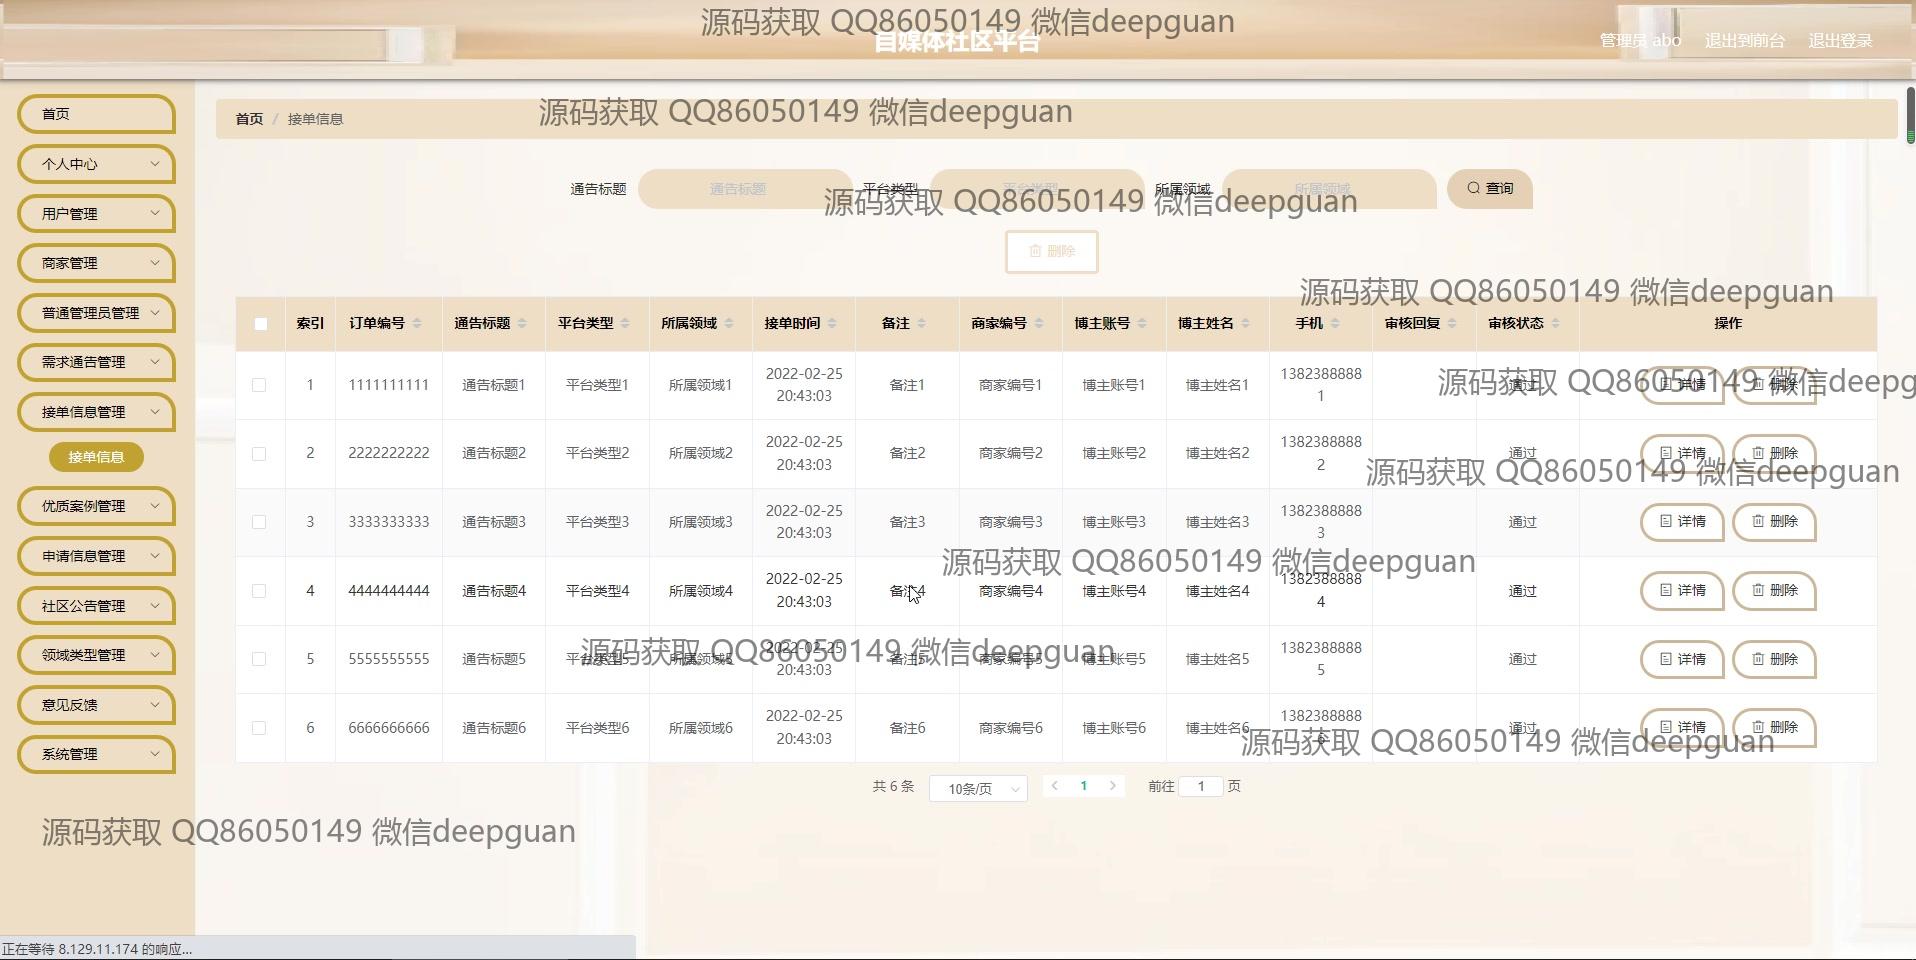 源码获取 QQ86050149 微信deepguan
自媒体社区平台
管理员 abo 退出到前台 退出登录
首页
个人中心
用户管理
商家管理
普通管理员管理
需求通告管理
接单信息管理
接单信息
优质案例管理
申请信息管理
社区公告管理
领域类型管理
意见反馈
系统管理
首页 / 接单信息
源码获取 QQ86050149 微信deepguan
通告标题 通告标题 平台类型 平台类型 所属领域 所属领域 查询
源码获取 QQ86050149 微信deepguan
删除
源码获取 QQ86050149 微信deepguan
索引 订单编号 通告标题 平台类型 所属领域 接单时间 备注 商家编号 博主账号 博主姓名 手机 审核回复 审核状态 操作
1 1111111111 通告标题1 平台类型1 所属领域1 2022-02-25 20:43:03 备注1 商家编号1 博主账号1 博主姓名1 13823888881 通过 详情 删除
源码获取 QQ86050149 微信deepg
2 2222222222 通告标题2 平台类型2 所属领域2 2022-02-25 20:43:03 备注2 商家编号2 博主账号2 博主姓名2 13823888882 通过 详情 删除
源码获取 QQ86050149 微信deepguan
3 3333333333 通告标题3 平台类型3 所属领域3 2022-02-25 20:43:03 备注3 商家编号3 博主账号3 博主姓名3 13823888883 通过 详情 删除
源码获取 QQ86050149 微信deepguan
4 4444444444 通告标题4 平台类型4 所属领域4 2022-02-25 20:43:03 备注4 商家编号4 博主账号4 博主姓名4 13823888884 通过 详情 删除
源码获取 QQ86050149 微信deepguan
5 5555555555 通告标题5 平台类型5 所属领域5 2022-02-25 20:43:03 备注5 商家编号5 博主账号5 博主姓名5 13823888885 通过 详情 删除
6 6666666666 通告标题6 平台类型6 所属领域6 2022-02-25 20:43:03 备注6 商家编号6 博主账号6 博主姓名6 13823888886 通过 详情 删除
源码获取 QQ86050149 微信deepguan
共 6 条 10条/页 1 前往 1 页
源码获取 QQ86050149 微信deepguan
正在等待 8.129.11.174 的响应...